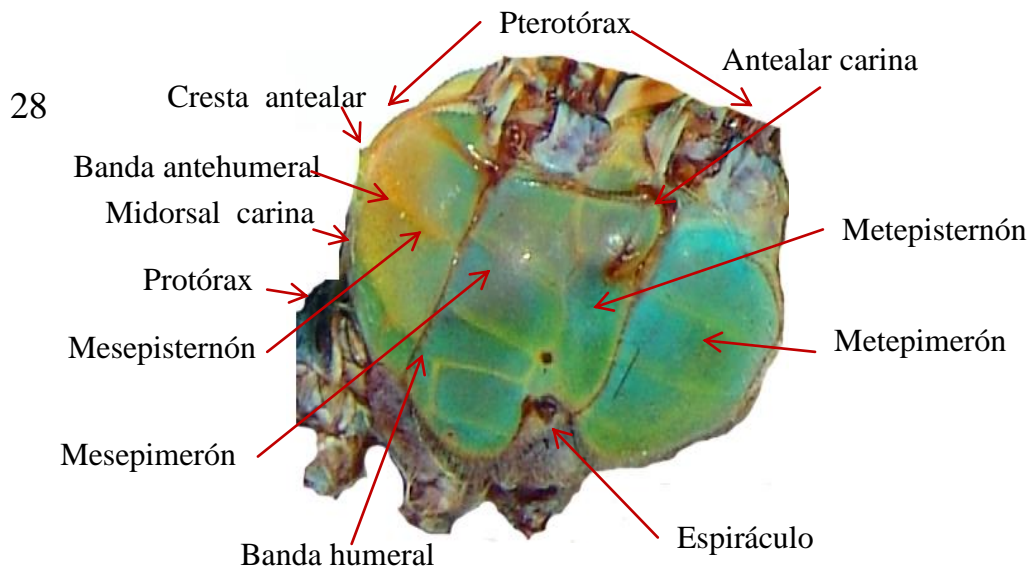 Pterotórax
Antealar carina
28
Cresta antealar
Banda antehumeral
Midorsal carina
Metepisternón
Protórax
Mesepisternón
Metepimerón
Mesepimerón
Espiráculo
Banda humeral